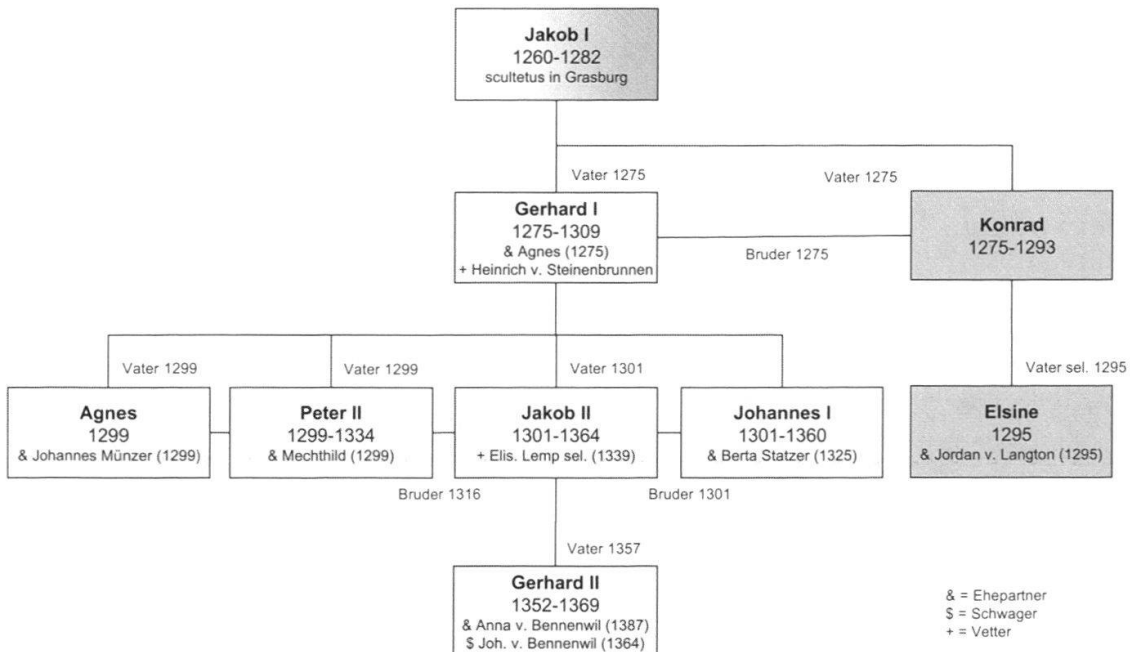 Jakob I
1260-1282
scultetus in Grasburg
Vater 1275
Vater 1275
Gerhard I
1275-1309
& Agnes (1275)
+ Heinrich v. Steinenbrunnen
Bruder 1275
Konrad
1275-1293
Vater 1299
Vater 1299
Vater 1301
Vater sel. 1295
Agnes
1299
& Johannes Münzer (1299)
Peter II
1299-1334
& Mechthild (1299)
Jakob II
1301-1364
+ Elis. Lemp sel. (1339)
Johannes I
1301-1360
& Berta Statzer (1325)
Elsine
1295
& Jordan v. Langton (1295)
Bruder 1316
Bruder 1301
Vater 1357
Gerhard II
1352-1369
& Anna v. Bennenwil (1387)
$ Joh. v. Bennenwil (1364)
& = Ehepartner
$ = Schwager
+ = Vetter